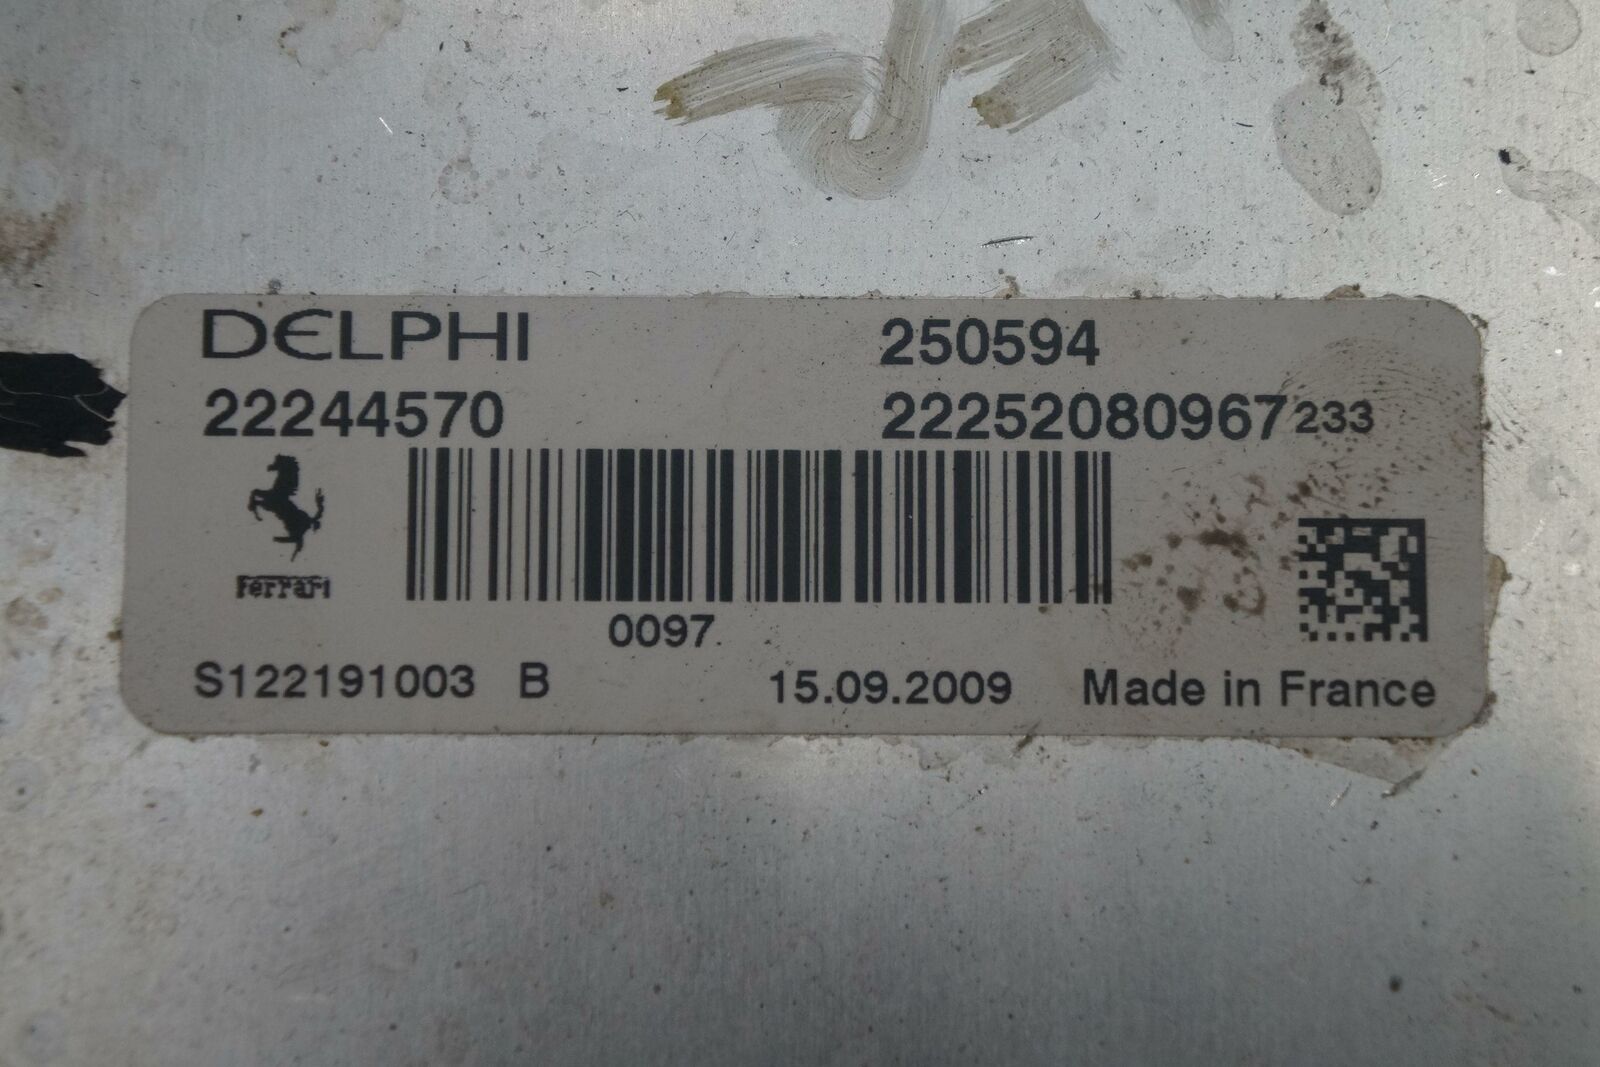 DELPHI 250594
22244570 22252080967233
Ferrari
0097
S122191003 B 15.09.2009 Made in France